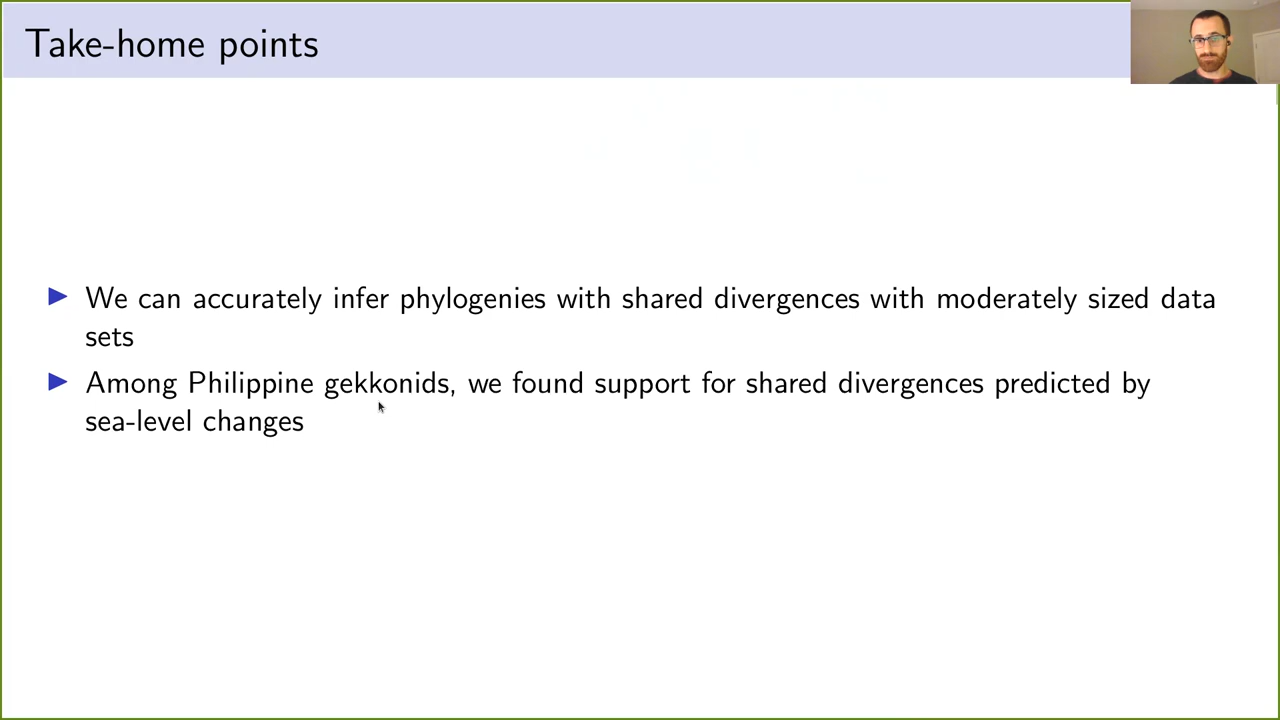 Take-home points
We can accurately infer phylogenies with shared divergences with moderately sized data
sets
Among Philippine gekkonids, we found support for shared divergences predicted by
sea-level changes